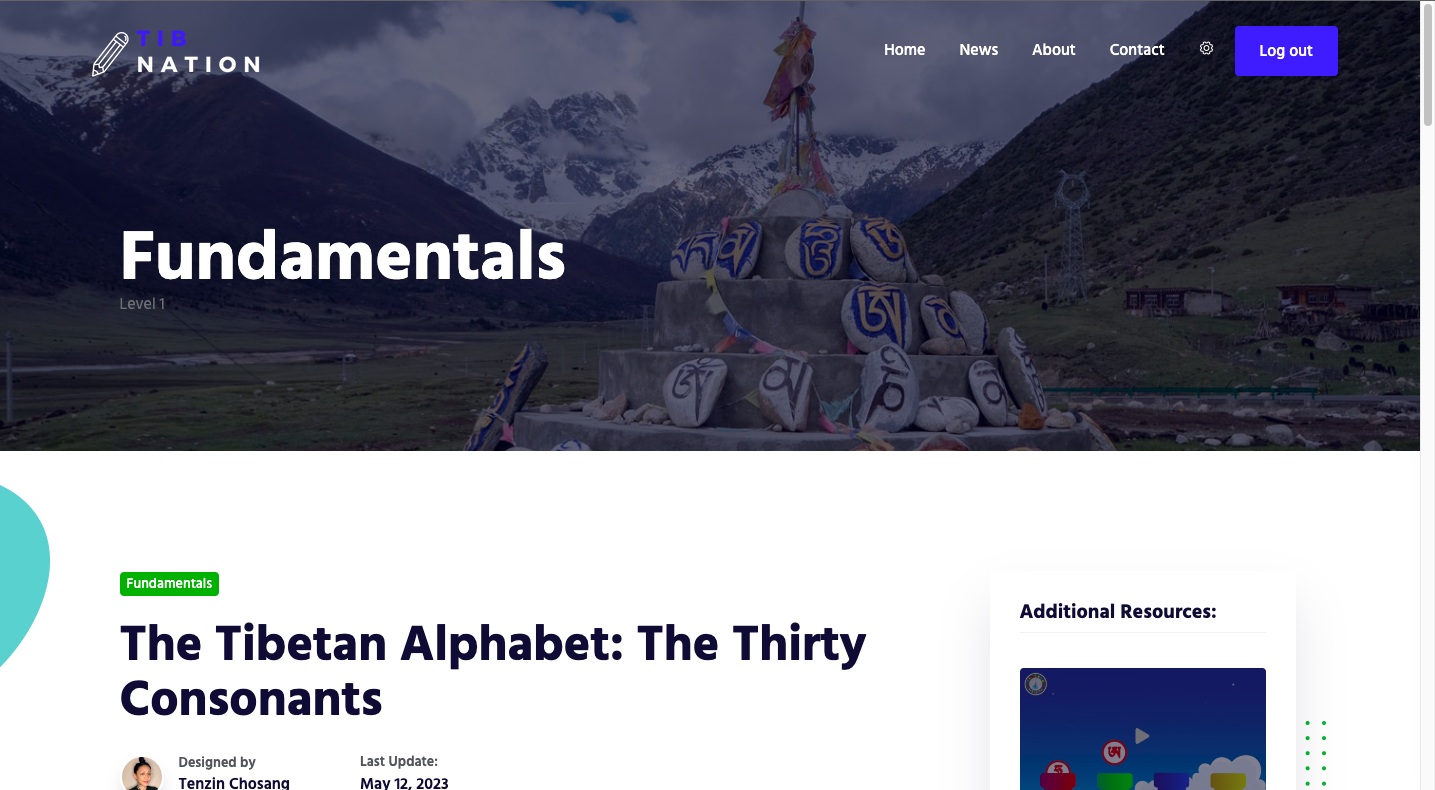 TIB
NATION
Home
News
About
Contact
Log out
Fundamentals
Level 1
Fundamentals
The Tibetan Alphabet: The Thirty
Consonants
Designed by
Tenzin Chosang
Last Update:
May 12, 2023
Additional Resources:
ཨ